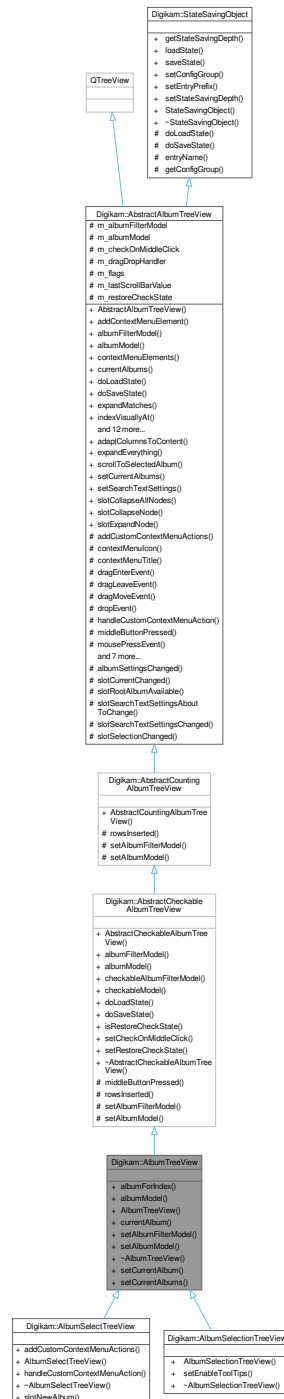 Digikam::StateSavingObject
+ getStateSavingDepth()
+ loadState()
+ saveState()
+ setConfigGroup()
+ setEntryPrefix()
+ setStateSavingDepth()
+ StateSavingObject()
+ ~StateSavingObject()
# doLoadState()
# doSaveState()
# entryName()
# getConfigGroup()
QTreeView
Digikam::AbstractAlbumTreeView
# m_albumFilterModel
# m_albumModel
# m_checkOnMiddleClick
# m_dragDropHandler
# m_flags
# m_lastScrollBarValue
# m_restoreCheckState
+ AbstractAlbumTreeView()
+ addContextMenuElement()
+ albumFilterModel()
+ albumModel()
+ contextMenuElements()
+ currentAlbums()
+ doLoadState()
+ doSaveState()
+ expandMatches()
+ indexVisuallyAt()
and 12 more...
+ adaptColumnsToContent()
+ expandEverything()
+ scrollToSelectedAlbum()
+ setCurrentAlbums()
+ setSearchTextSettings()
+ slotCollapseAllNodes()
+ slotCollapseNode()
+ slotExpandNode()
# addCustomContextMenuActions()
# contextMenuIcon()
# contextMenuTitle()
# dragEnterEvent()
# dragLeaveEvent()
# dragMoveEvent()
# dropEvent()
# handleCustomContextMenuAction()
# middleButtonPressed()
# mousePressEvent()
and 7 more...
# albumSettingsChanged()
# slotCurrentChanged()
# slotRootAlbumAvailable()
# slotSearchTextSettingsAbout
ToChange()
# slotSearchTextSettingsChanged()
# slotSelectionChanged()
Digikam::AbstractCounting
AlbumTreeView
+ AbstractCountingAlbumTree
View()
# rowsInserted()
# setAlbumFilterModel()
# setAlbumModel()
Digikam::AbstractCheckable
AlbumTreeView
+ AbstractCheckableAlbumTree
View()
+ albumFilterModel()
+ albumModel()
+ checkableAlbumFilterModel()
+ checkableModel()
+ doLoadState()
+ doSaveState()
+ isRestoreCheckState()
+ setCheckOnMiddleClick()
+ setRestoreCheckState()
+ ~AbstractCheckableAlbumTree
View()
# middleButtonPressed()
# rowsInserted()
# setAlbumFilterModel()
# setAlbumModel()
Digikam::AlbumTreeView
+ albumForIndex()
+ albumModel()
+ AlbumTreeView()
+ currentAlbum()
+ setAlbumFilterModel()
+ setAlbumModel()
+ ~AlbumTreeView()
+ setCurrentAlbum()
+ setCurrentAlbums()
Digikam::AlbumSelectTreeView
+ addCustomContextMenuActions()
+ AlbumSelectTreeView()
+ handleCustomContextMenuAction()
+ ~AlbumSelectTreeView()
+ slotNewAlbum()
Digikam::AlbumSelectionTreeView
+ AlbumSelectionTreeView()
+ setEnableToolTips()
+ ~AlbumSelectionTreeView()